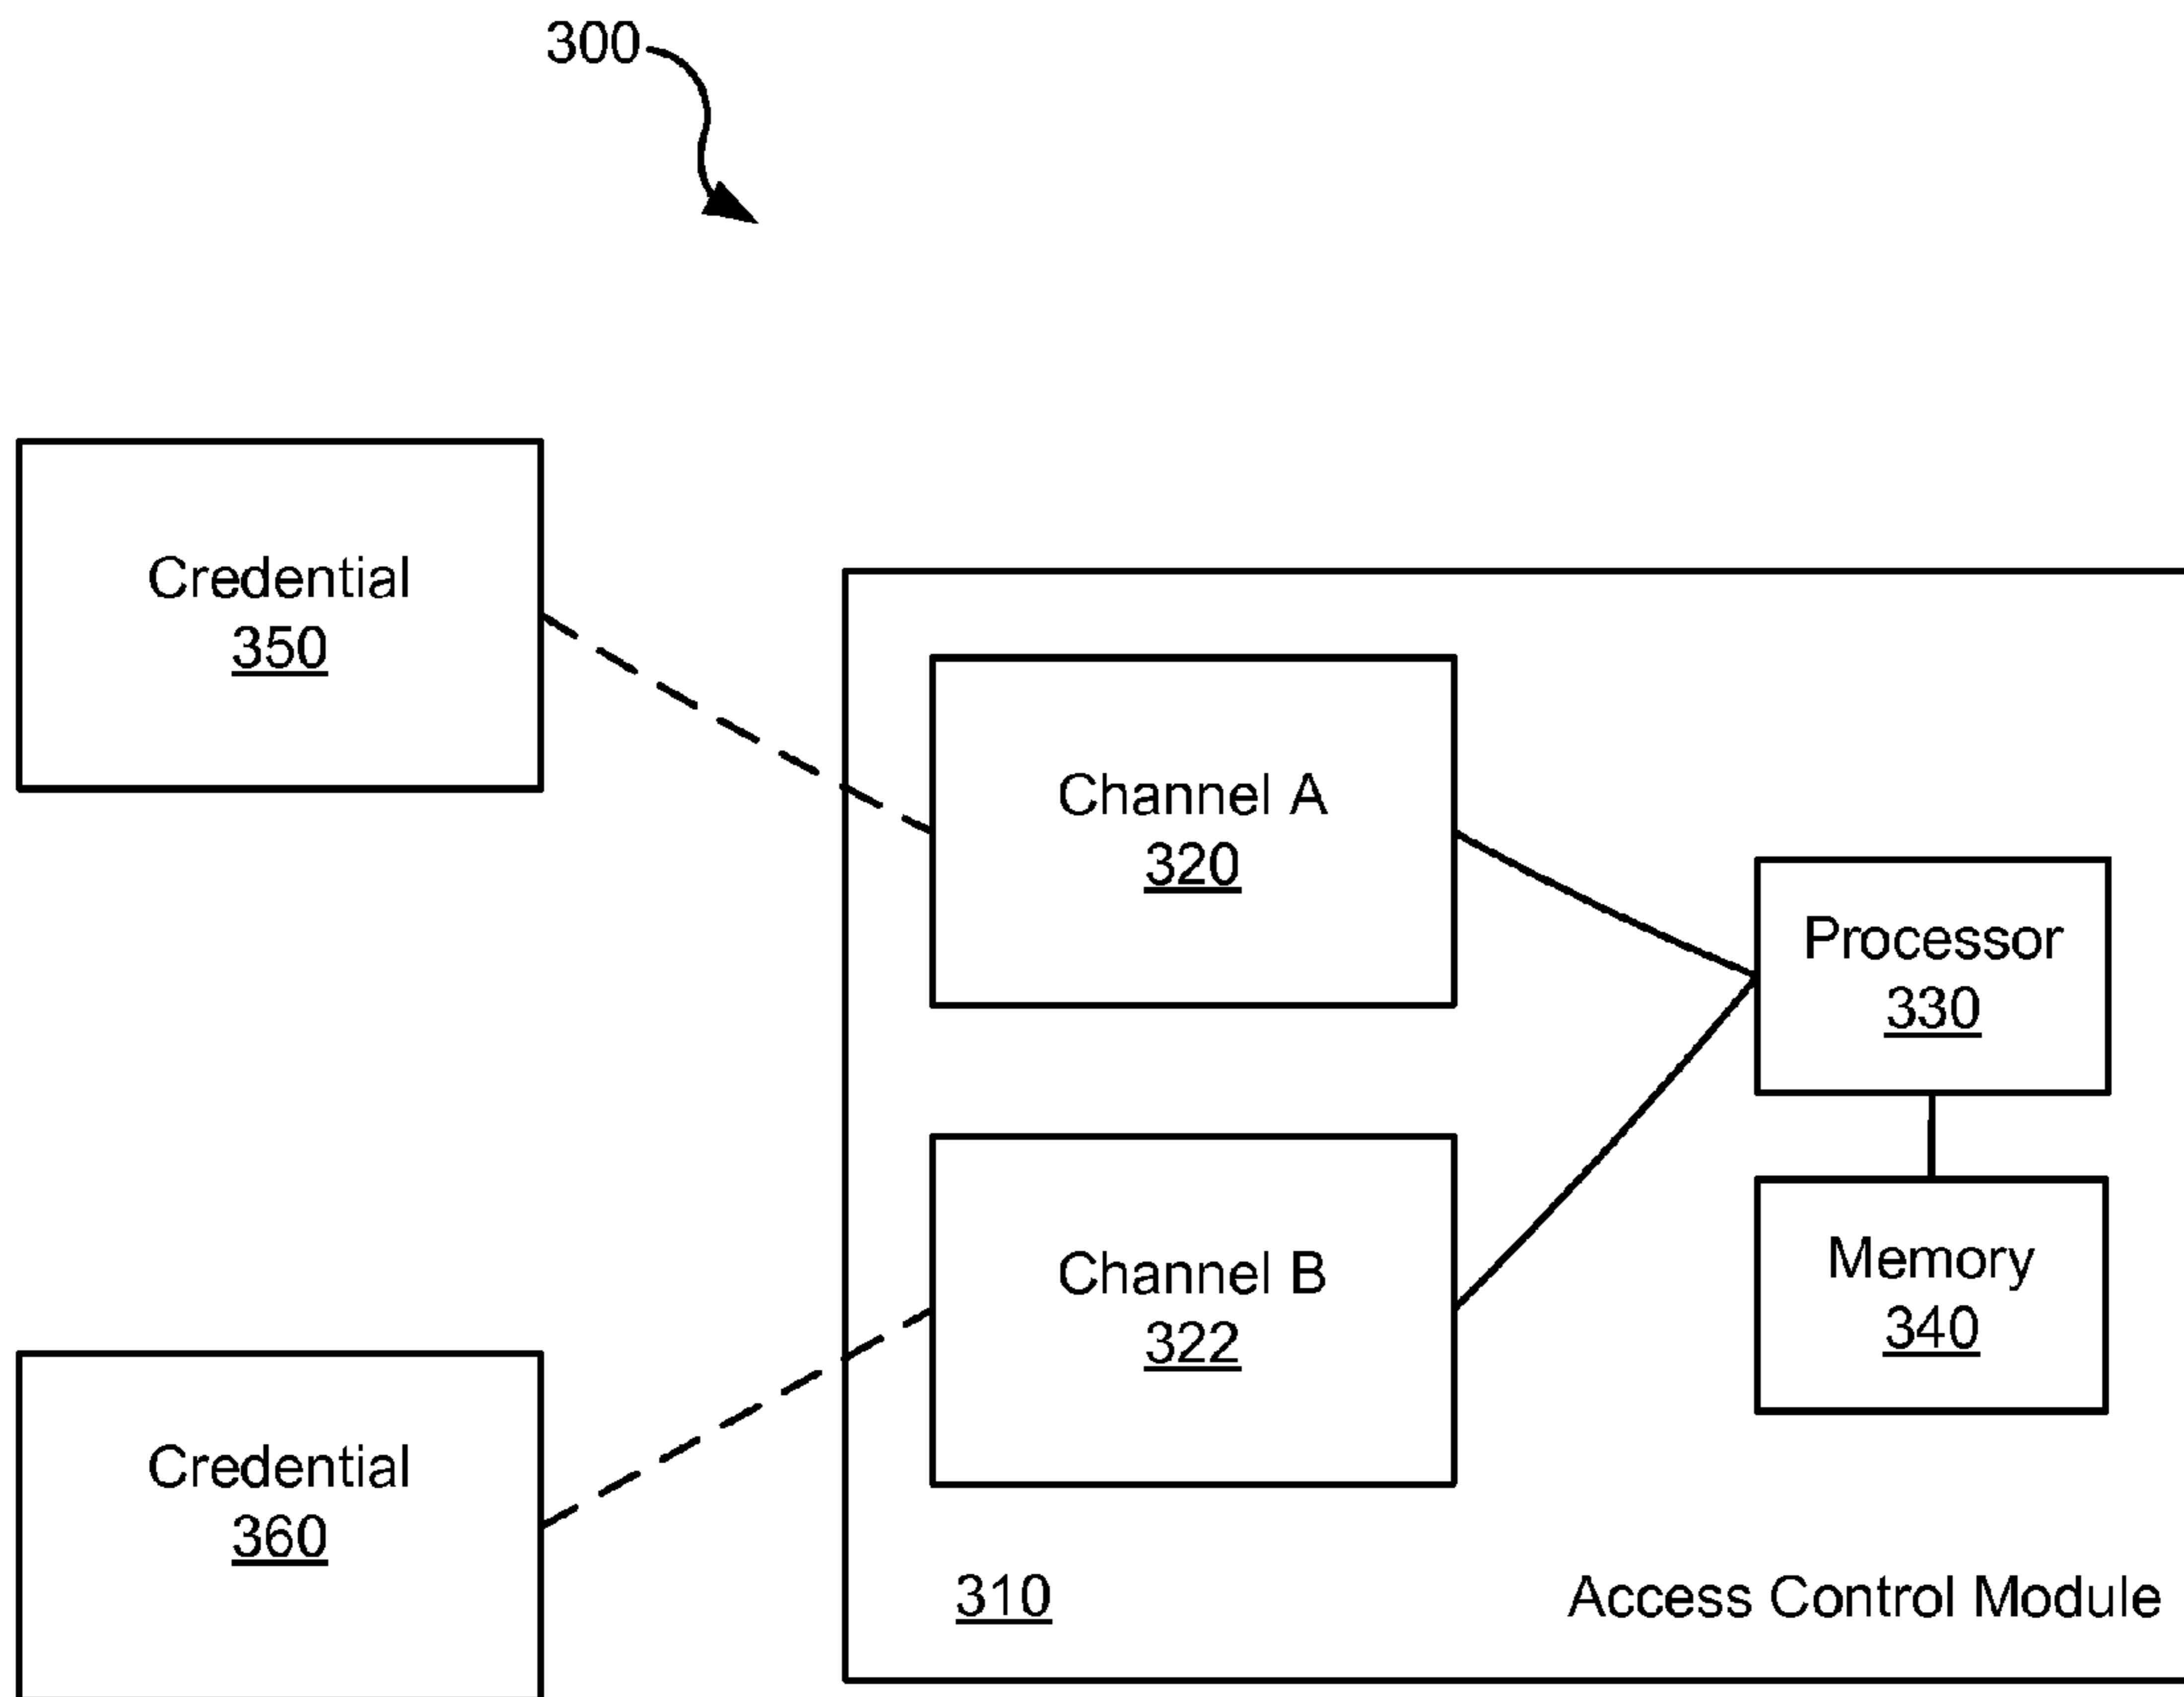 300
Credential
350
Channel A
320
Processor
330
Memory
340
Channel B
322
Credential
360
310
Access Control Module